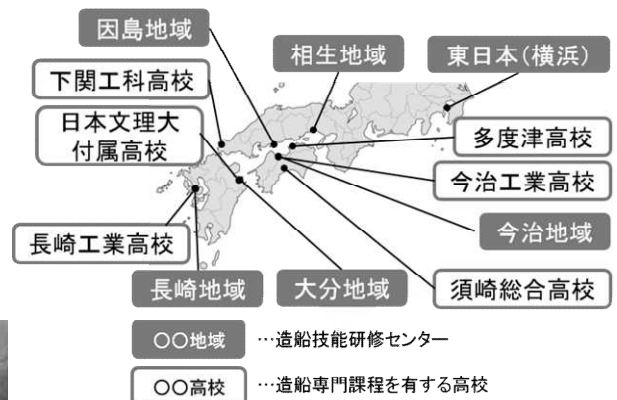 因島地域
相生地域
東日本(横浜)
下関工科高校
日本文理大
付属高校
多度津高校
今治工業高校
今治地域
長崎工業高校
長崎地域
大分地域
須崎総合高校
〇〇地域 …造船技能研修センター
〇〇高校 …造船専門課程を有する高校